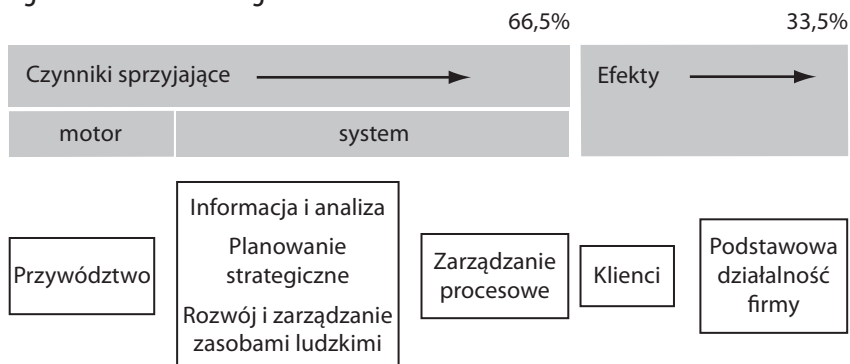 66,5%
33,5%
Czynniki sprzyjające
Efekty
motor
system
Przywództwo
Informacja i analiza
Planowanie
strategiczne
Rozwój i zarządzanie
zasobami ludzkimi
Zarządzanie
procesowe
Klienci
Podstawowa
działalność
firmy